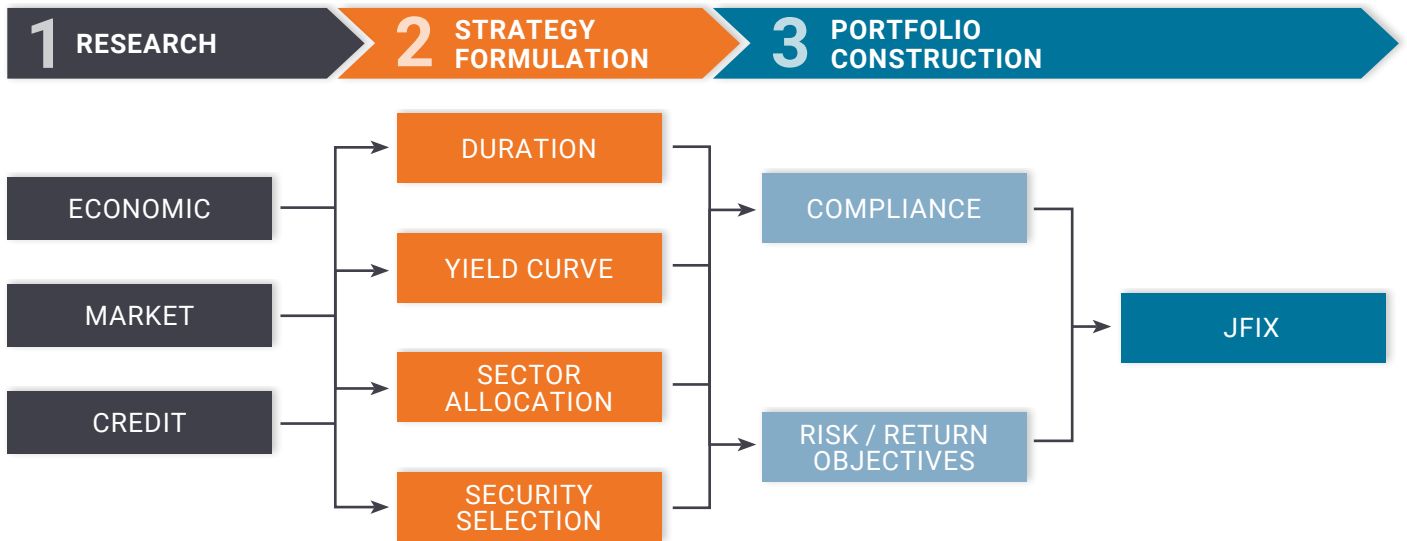 1 RESEARCH
2 STRATEGY
FORMULATION
3 PORTFOLIO
CONSTRUCTION
ECONOMIC
MARKET
CREDIT
DURATION
YIELD CURVE
SECTOR
ALLOCATION
SECURITY
SELECTION
COMPLIANCE
RISK / RETURN
OBJECTIVES
JFIX